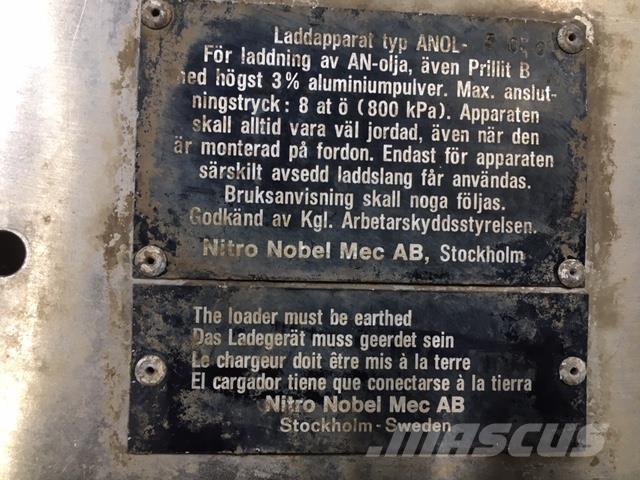 Laddapparat typ ANOL-
För laddning av AN-olja, även Prillit B
med högst 3% aluminiumpulver. Max. anslut-
ningstryck: 8 at ö (800 kPa). Apparaten
skall alltid vara väl jordad, även när den
är monterad på fordon. Endast för apparaten
särskilt avsedd laddslang får användas.
Bruksanvisning skall noga följas.
Godkänd av Kgl. Arbetarskyddsstyrelsen.
Nitro Nobel Mec AB, Stockholm
The loader must be earthed
Das Ladegerät muss geerdet sein
Le chargeur doit être mis à la terre
El cargador tiene que conectarse à la tierra
Nitro Nobel Mec AB
Stockholm - Sweden
MASCUS